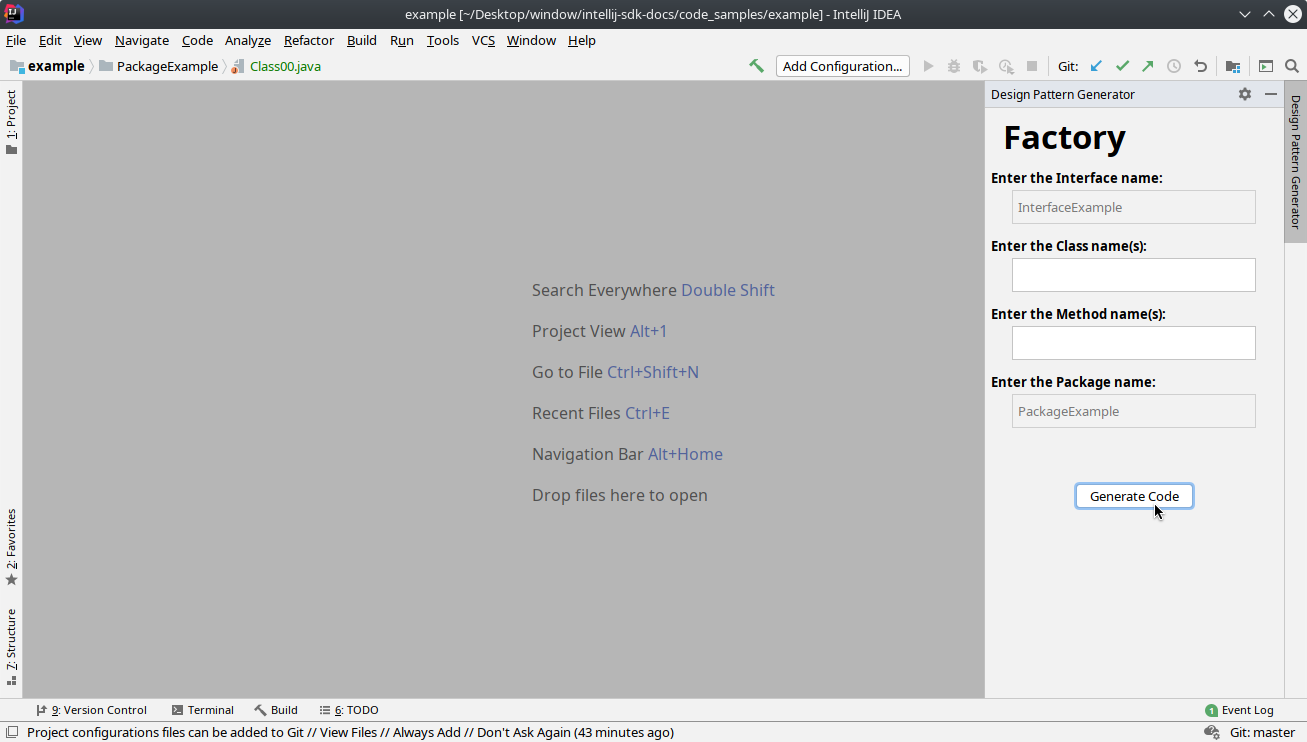 example [~/Desktop/window/intellij-sdk-docs/code_samples/example] - IntelliJ IDEA
File Edit View Navigate Code Analyze Refactor Build Run Tools VCS Window Help
example PackageExample Class00.java Add Configuration... Git:
1: Project
2: Favorites
7: Structure
Search Everywhere Double Shift
Project View Alt+1
Go to File Ctrl+Shift+N
Recent Files Ctrl+E
Navigation Bar Alt+Home
Drop files here to open
Design Pattern Generator
Factory
Enter the Interface name:
InterfaceExample
Enter the Class name(s):
Enter the Method name(s):
Enter the Package name:
PackageExample
Generate Code
Design Pattern Generator
9: Version Control Terminal Build 6: TODO 1 Event Log
Project configurations files can be added to Git // View Files // Always Add // Don't Ask Again (43 minutes ago) Git: master